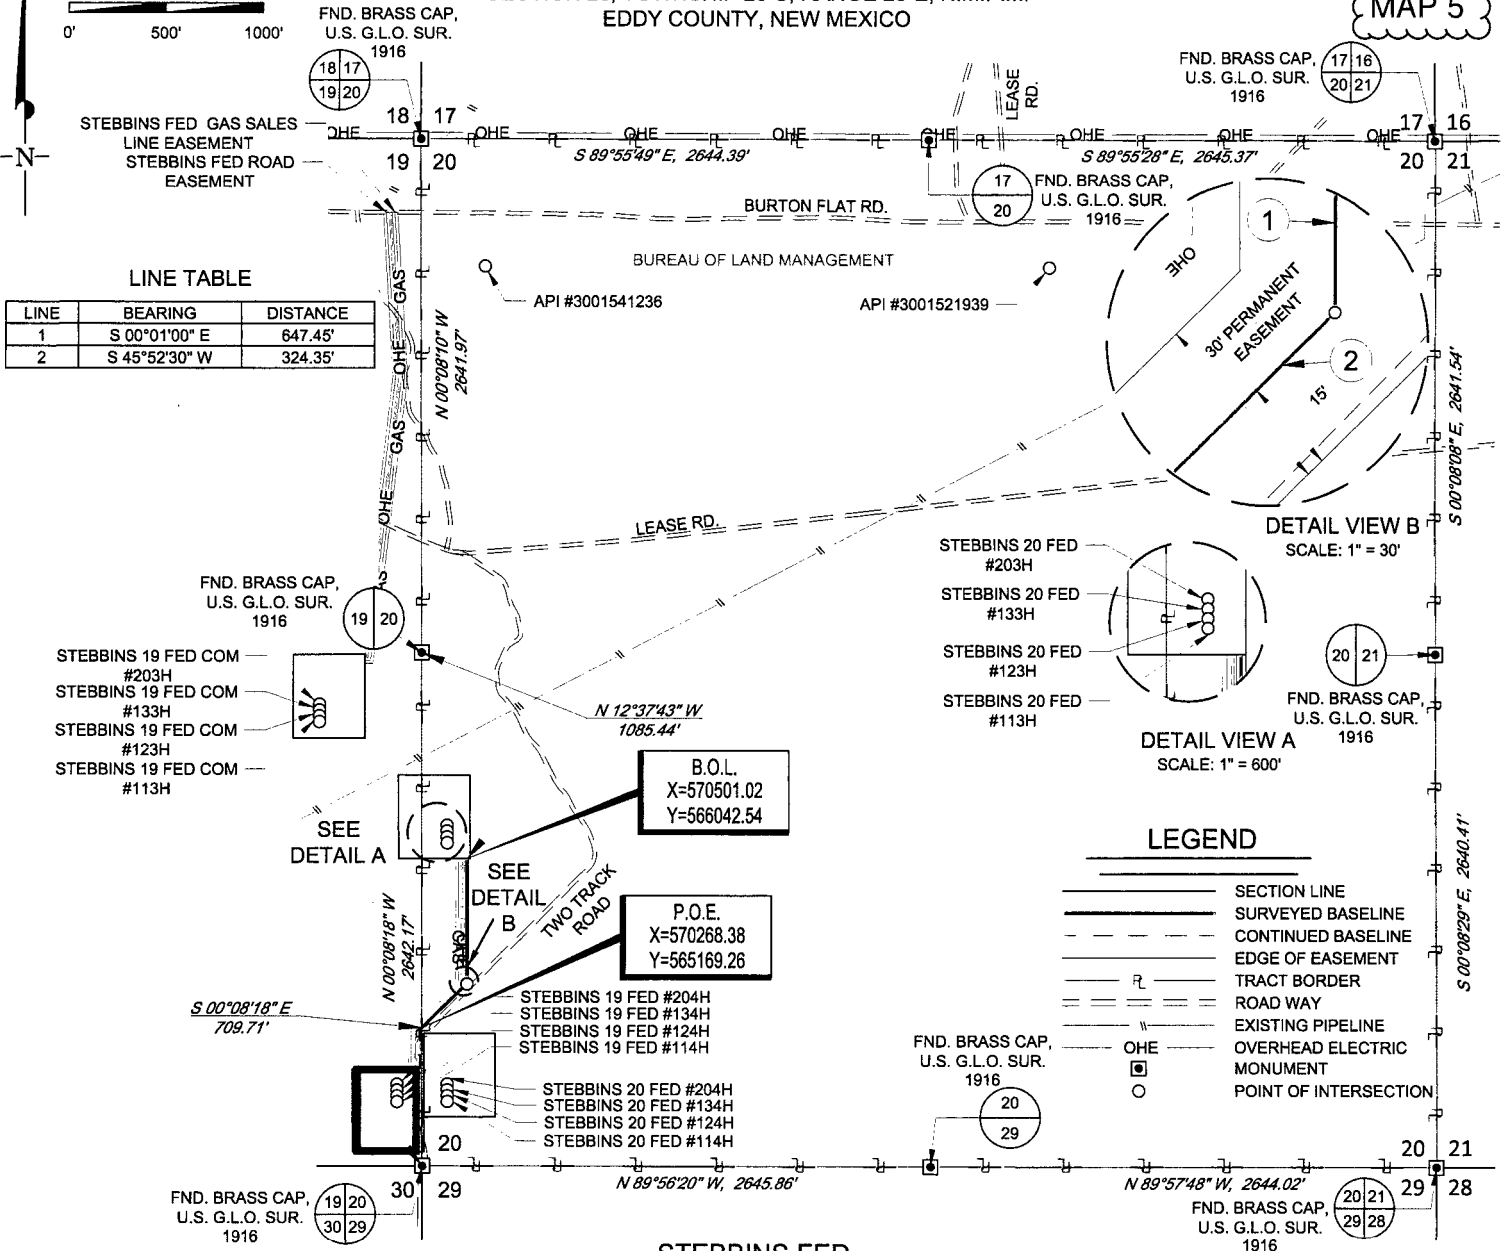 EDDY COUNTY, NEW MEXICO
MAP 5
0' 500' 1000'
FND. BRASS CAP,
U.S. G.L.O. SUR.
1916
18 17
19 20
FND. BRASS CAP,
U.S. G.L.O. SUR.
1916
17 16
20 21
LEASE
RD.
STEBBINS FED GAS SALES
LINE EASEMENT
STEBBINS FED ROAD
EASEMENT
-N-
18 17
19 20
OHE OHE OHE OHE OHE OHE OHE OHE
17 16
20 21
S 89°55'49" E, 2644.39'
S 89°55'28" E, 2645.37'
17
20
FND. BRASS CAP,
U.S. G.L.O. SUR.
1916
BURTON FLAT RD.
BUREAU OF LAND MANAGEMENT
API #3001541236
API #3001521939
LINE TABLE
LINE BEARING DISTANCE
1 S 00°01'00" E 647.45'
2 S 45°52'30" W 324.35'
GAS
OHE
GAS
OHE
N 00°08'10" W
2641.97'
1
OHE
30' PERMANENT
EASEMENT
2
15'
S 00°08'08" E, 2641.54'
DETAIL VIEW B
SCALE: 1" = 30'
LEASE RD.
STEBBINS 20 FED
#203H
STEBBINS 20 FED
#133H
STEBBINS 20 FED
#123H
STEBBINS 20 FED
#113H
DETAIL VIEW A
SCALE: 1" = 600'
20 21
FND. BRASS CAP,
U.S. G.L.O. SUR.
1916
FND. BRASS CAP,
U.S. G.L.O. SUR.
1916
19 20
STEBBINS 19 FED COM
#203H
STEBBINS 19 FED COM
#133H
STEBBINS 19 FED COM
#123H
STEBBINS 19 FED COM
#113H
N 12°37'43" W
1085.44'
B.O.L.
X=570501.02
Y=566042.54
SEE
DETAIL A
SEE
DETAIL
B
TWO TRACK
ROAD
P.O.E.
X=570268.38
Y=565169.26
N 00°08'18" W
2642.17'
S 00°08'18" E
709.71'
STEBBINS 19 FED #204H
STEBBINS 19 FED #134H
STEBBINS 19 FED #124H
STEBBINS 19 FED #114H
STEBBINS 20 FED #204H
STEBBINS 20 FED #134H
STEBBINS 20 FED #124H
STEBBINS 20 FED #114H
LEGEND
SECTION LINE
SURVEYED BASELINE
CONTINUED BASELINE
EDGE OF EASEMENT
PL TRACT BORDER
ROAD WAY
EXISTING PIPELINE
OHE OVERHEAD ELECTRIC
MONUMENT
POINT OF INTERSECTION
S 00°08'29" E, 2640.41'
FND. BRASS CAP,
U.S. G.L.O. SUR.
1916
20
29
20
30 29
N 89°56'20" W, 2645.86'
N 89°57'48" W, 2644.02'
20 21
29 28
FND. BRASS CAP,
U.S. G.L.O. SUR.
1916
19 20
30 29
FND. BRASS CAP,
U.S. G.L.O. SUR.
1916
20 21
29 28
STEBBINS FED